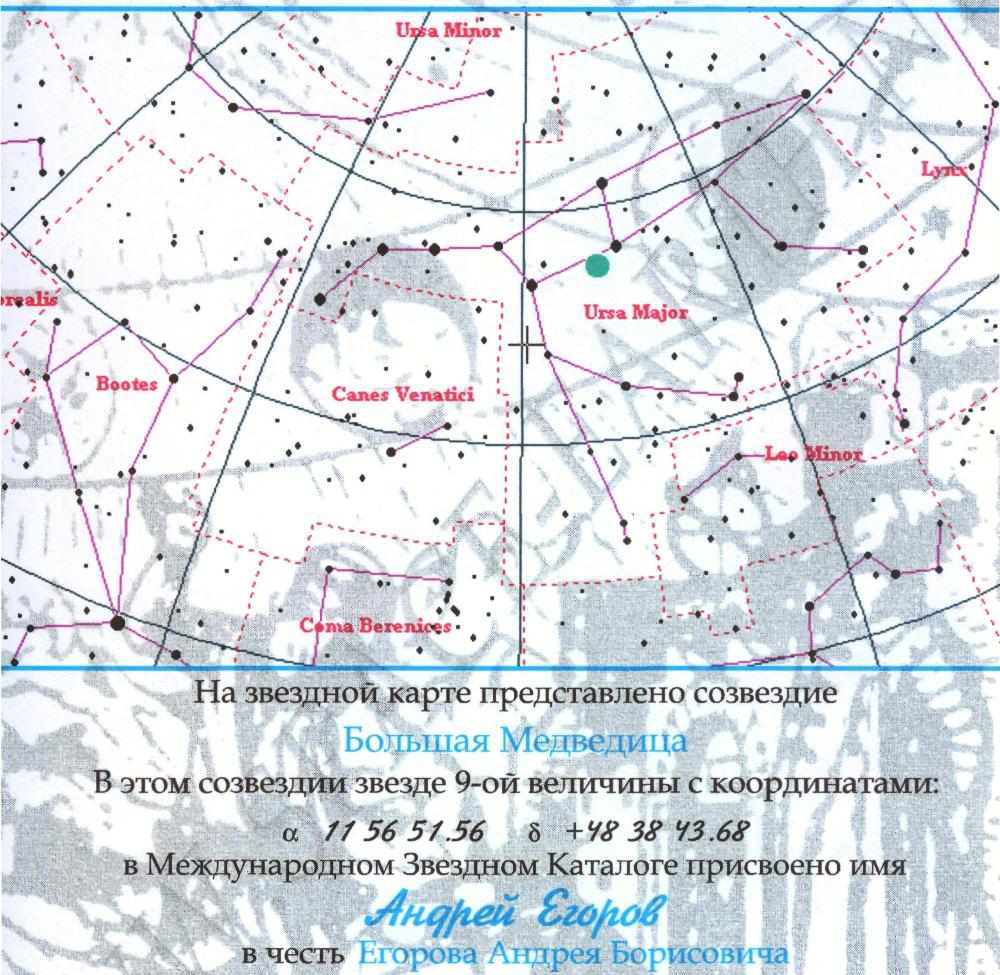 Ursa Minor
Lynx
orealis
Ursa Major
Bootes
Canes Venatici
Leo Minor
Coma Berenices
На звездной карте представлено созвездие
Большая Медведица
В этом созвездии звезде 9-ой величины с координатами:
α 11 56 51.56 δ +48 38 43.68
в Международном Звездном Каталоге присвоено имя
Андрей Егоров
в честь Егорова Андрея Борисовича